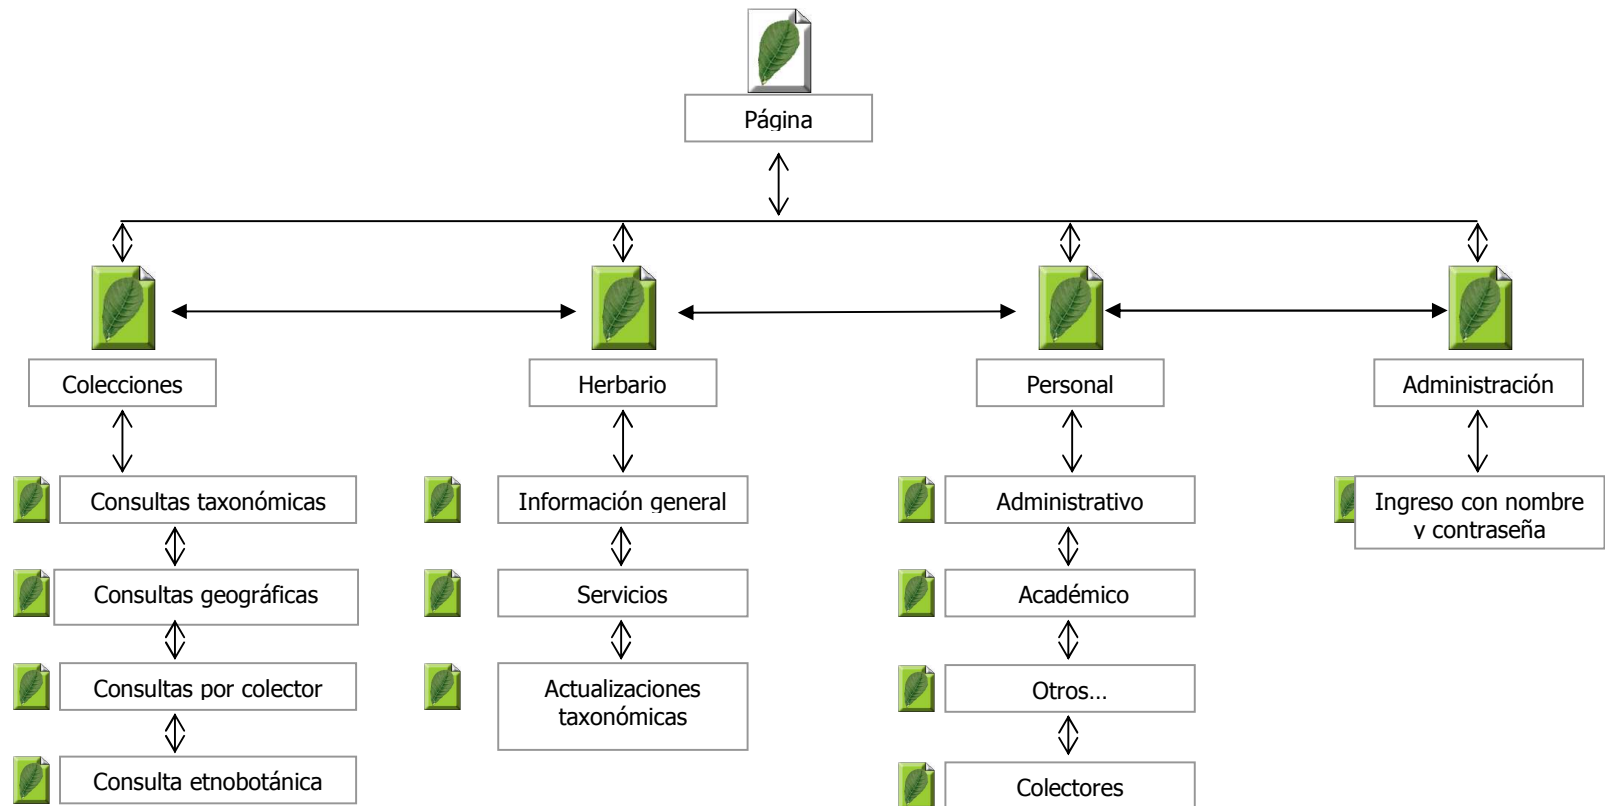 Página
Colecciones
Herbario
Personal
Administración
Consultas taxonómicas
Información general
Administrativo
Ingreso con nombre
y contraseña
Consultas geográficas
Servicios
Académico
Consultas por colector
Actualizaciones
taxonómicas
Otros...
Consulta etnobotánica
Colectores